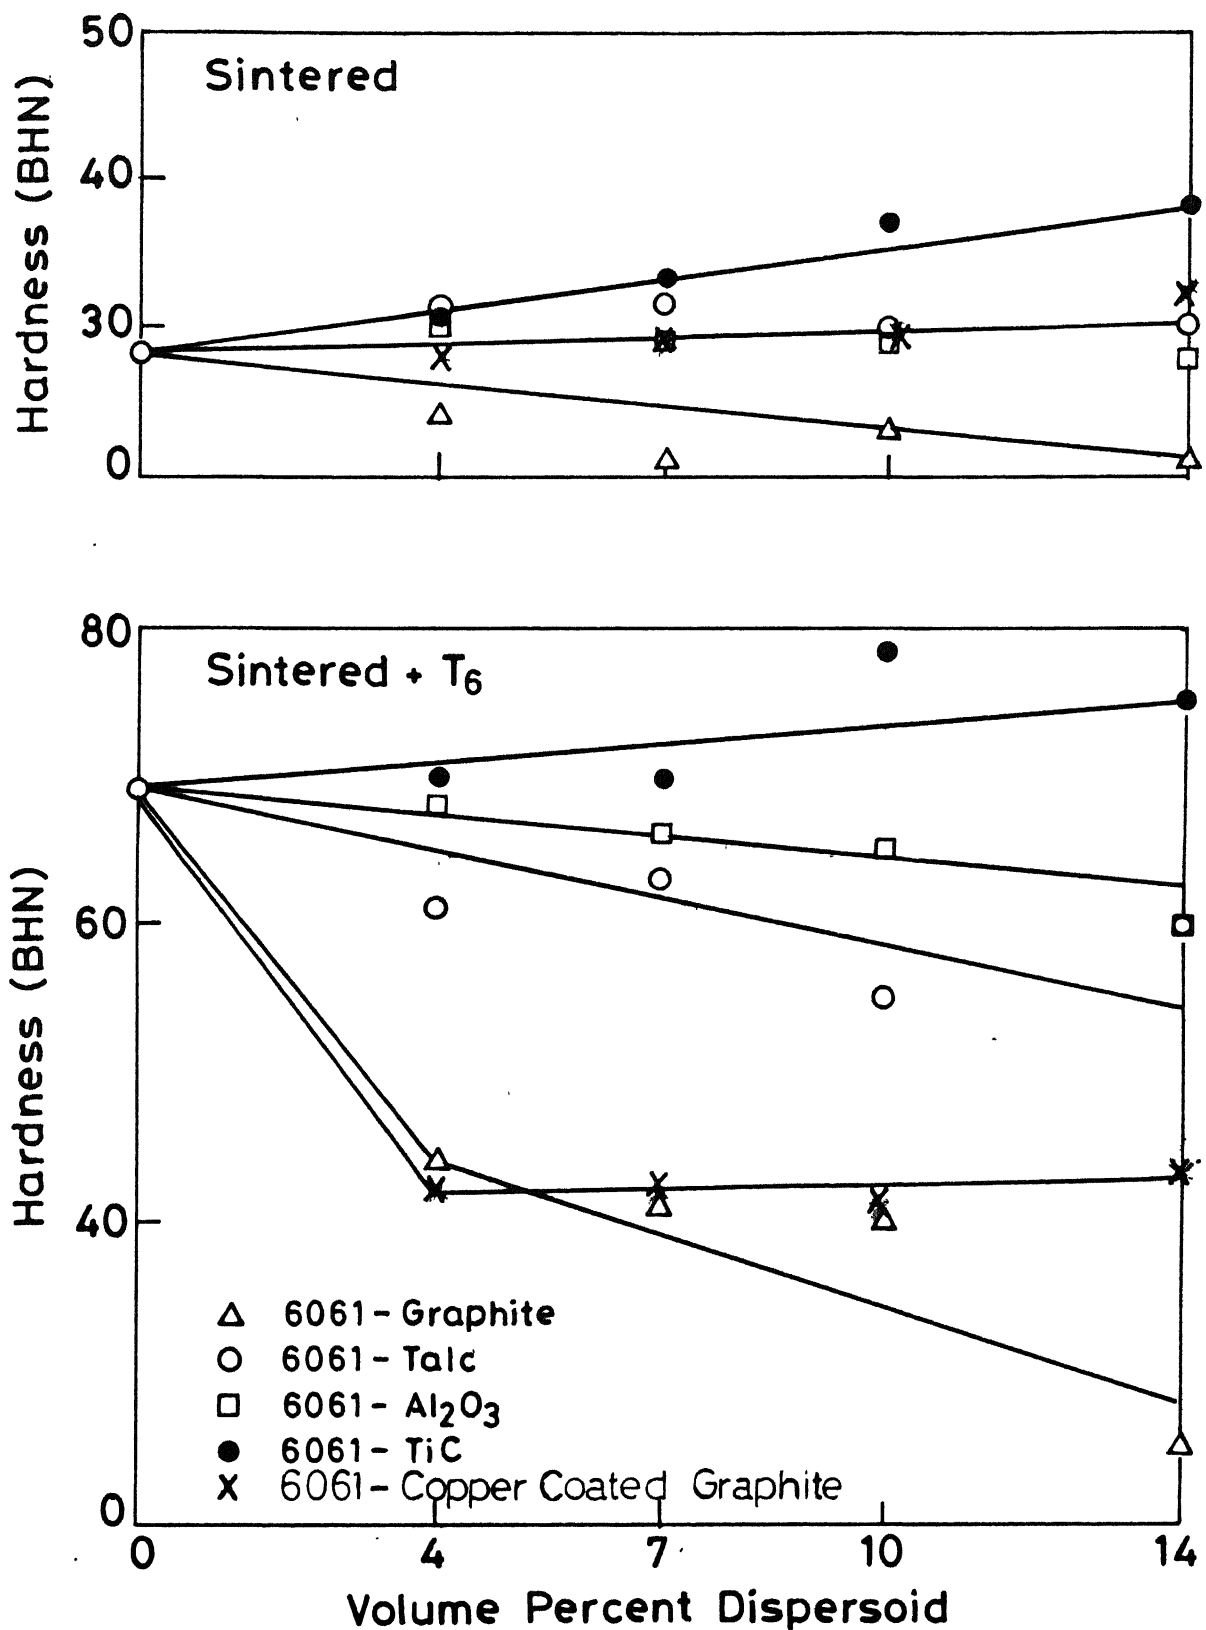 50
Sintered
40
30
0
Hardness (BHN)
80
Sintered + T6
60
40
0
Hardness (BHN)
6061 - Graphite
6061 - Talc
6061 - Al2O3
6061 - TiC
6061 - Copper Coated Graphite
0 4 7 10 14
Volume Percent Dispersoid